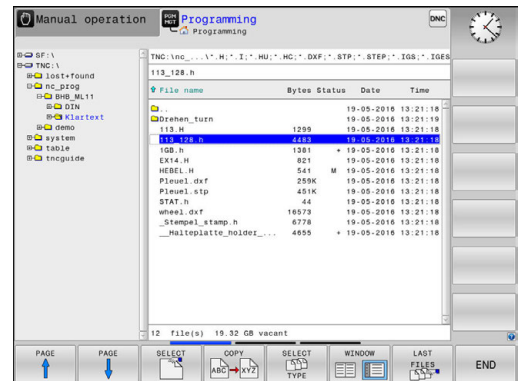 Manual operation
PGM MGT
Programming
Programming
DNC
SF:\
TNC:\
lost+found
nc_prog
BHB_ML11
DIN
Klartext
demo
system
table
tncguide
TNC:\nc_...\*.H;*.I;*.HU;*.HC;*.DXF;*.STP;*.STEP;*.IGS;*.IGES
113_128.h
File name Bytes Status Date Time
.. 19-05-2016 13:21:18
Drehen_turn 19-05-2016 13:21:19
113.H 1299 19-05-2016 13:21:18
113_128.h 4483 19-05-2016 13:21:18
1GB.h 1381 + 19-05-2016 13:21:18
EX14.H 821 19-05-2016 13:21:18
HEBEL.H 541 M 19-05-2016 13:21:18
Pleuel.dxf 259K 19-05-2016 13:21:18
Pleuel.stp 451K 19-05-2016 13:21:18
STAT.h 44 19-05-2016 13:21:18
wheel.dxf 16573 19-05-2016 13:21:18
_Stempel_stamp.h 6778 19-05-2016 13:21:18
__Halteplatte_holder_... 4655 + 19-05-2016 13:21:18
12 file(s) 19.32 GB vacant
PAGE
PAGE
SELECT
COPY
ABC XYZ
SELECT
TYPE
WINDOW
LAST
FILES
END